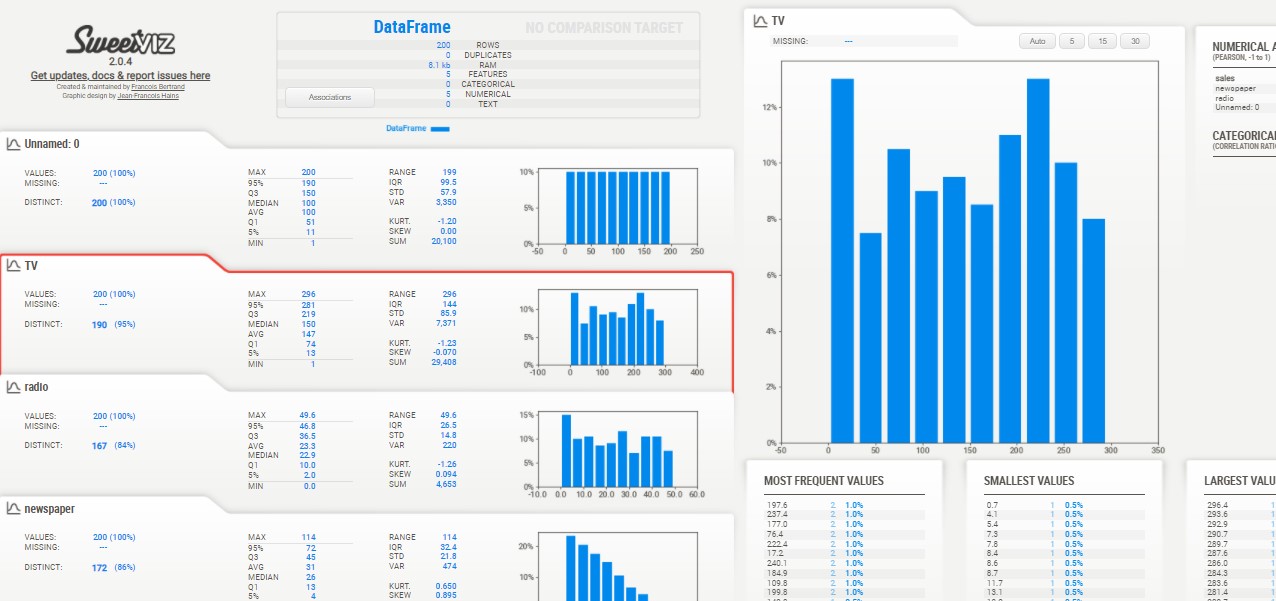 SweetVIZ
2.0.4
Get updates, docs & report issues here
Created & maintained by Francois Bertrand
Graphic design by Jean-Francois Hains
DataFrame
NO COMPARISON TARGET
200 ROWS
0 DUPLICATES
8.1 kb RAM
5 FEATURES
0 CATEGORICAL
5 NUMERICAL
0 TEXT
Associations
DataFrame
Unnamed: 0
VALUES: 200 (100%)
MISSING: ---
DISTINCT: 200 (100%)
MAX 200
95% 190
Q3 150
MEDIAN 100
AVG 100
Q1 51
5% 11
MIN 1
RANGE 199
IQR 99.5
STD 57.9
VAR 3,350
KURT. -1.20
SKEW 0.00
SUM 20,100
10%
5%
0%
-50 0 50 100 150 200 250
TV
VALUES: 200 (100%)
MISSING: ---
DISTINCT: 190 (95%)
MAX 296
95% 281
Q3 219
MEDIAN 150
AVG 147
Q1 74
5% 13
MIN 1
RANGE 296
IQR 144
STD 85.9
VAR 7,371
KURT. -1.23
SKEW -0.070
SUM 29,408
10%
5%
0%
-100 0 100 200 300 400
radio
VALUES: 200 (100%)
MISSING: ---
DISTINCT: 167 (84%)
MAX 49.6
95% 46.8
Q3 36.5
AVG 23.3
MEDIAN 22.9
Q1 10.0
5% 2.0
MIN 0.0
RANGE 49.6
IQR 26.5
STD 14.8
VAR 220
KURT. -1.26
SKEW 0.094
SUM 4,653
15%
10%
5%
0%
-10.0 0.0 10.0 20.0 30.0 40.0 50.0 60.0
newspaper
VALUES: 200 (100%)
MISSING: ---
DISTINCT: 172 (86%)
MAX 114
95% 72
Q3 45
AVG 31
MEDIAN 26
Q1 13
5% 4
RANGE 114
IQR 32.4
STD 21.8
VAR 474
KURT. 0.650
SKEW 0.895
20%
10%
TV
MISSING: ---
Auto 5 15 30
12%
10%
8%
6%
4%
2%
0%
-50 0 50 100 150 200 250 300 350
NUMERICAL A
(PEARSON, -1 to 1)
sales
newspaper
radio
Unnamed: 0
CATEGORICAL
(CORRELATION RATIO
MOST FREQUENT VALUES
197.6 2 1.0%
237.4 2 1.0%
177.0 2 1.0%
76.4 2 1.0%
222.4 2 1.0%
17.2 2 1.0%
240.1 2 1.0%
184.9 2 1.0%
109.8 2 1.0%
199.8 2 1.0%
SMALLEST VALUES
0.7 1 0.5%
4.1 1 0.5%
5.4 1 0.5%
7.3 1 0.5%
7.8 1 0.5%
8.4 1 0.5%
8.6 1 0.5%
8.7 1 0.5%
11.7 1 0.5%
13.1 1 0.5%
LARGEST VALU
296.4 1
293.6 1
292.9 1
290.7 1
289.7 1
287.6 1
286.0 1
284.3 1
283.6 1
281.4 1